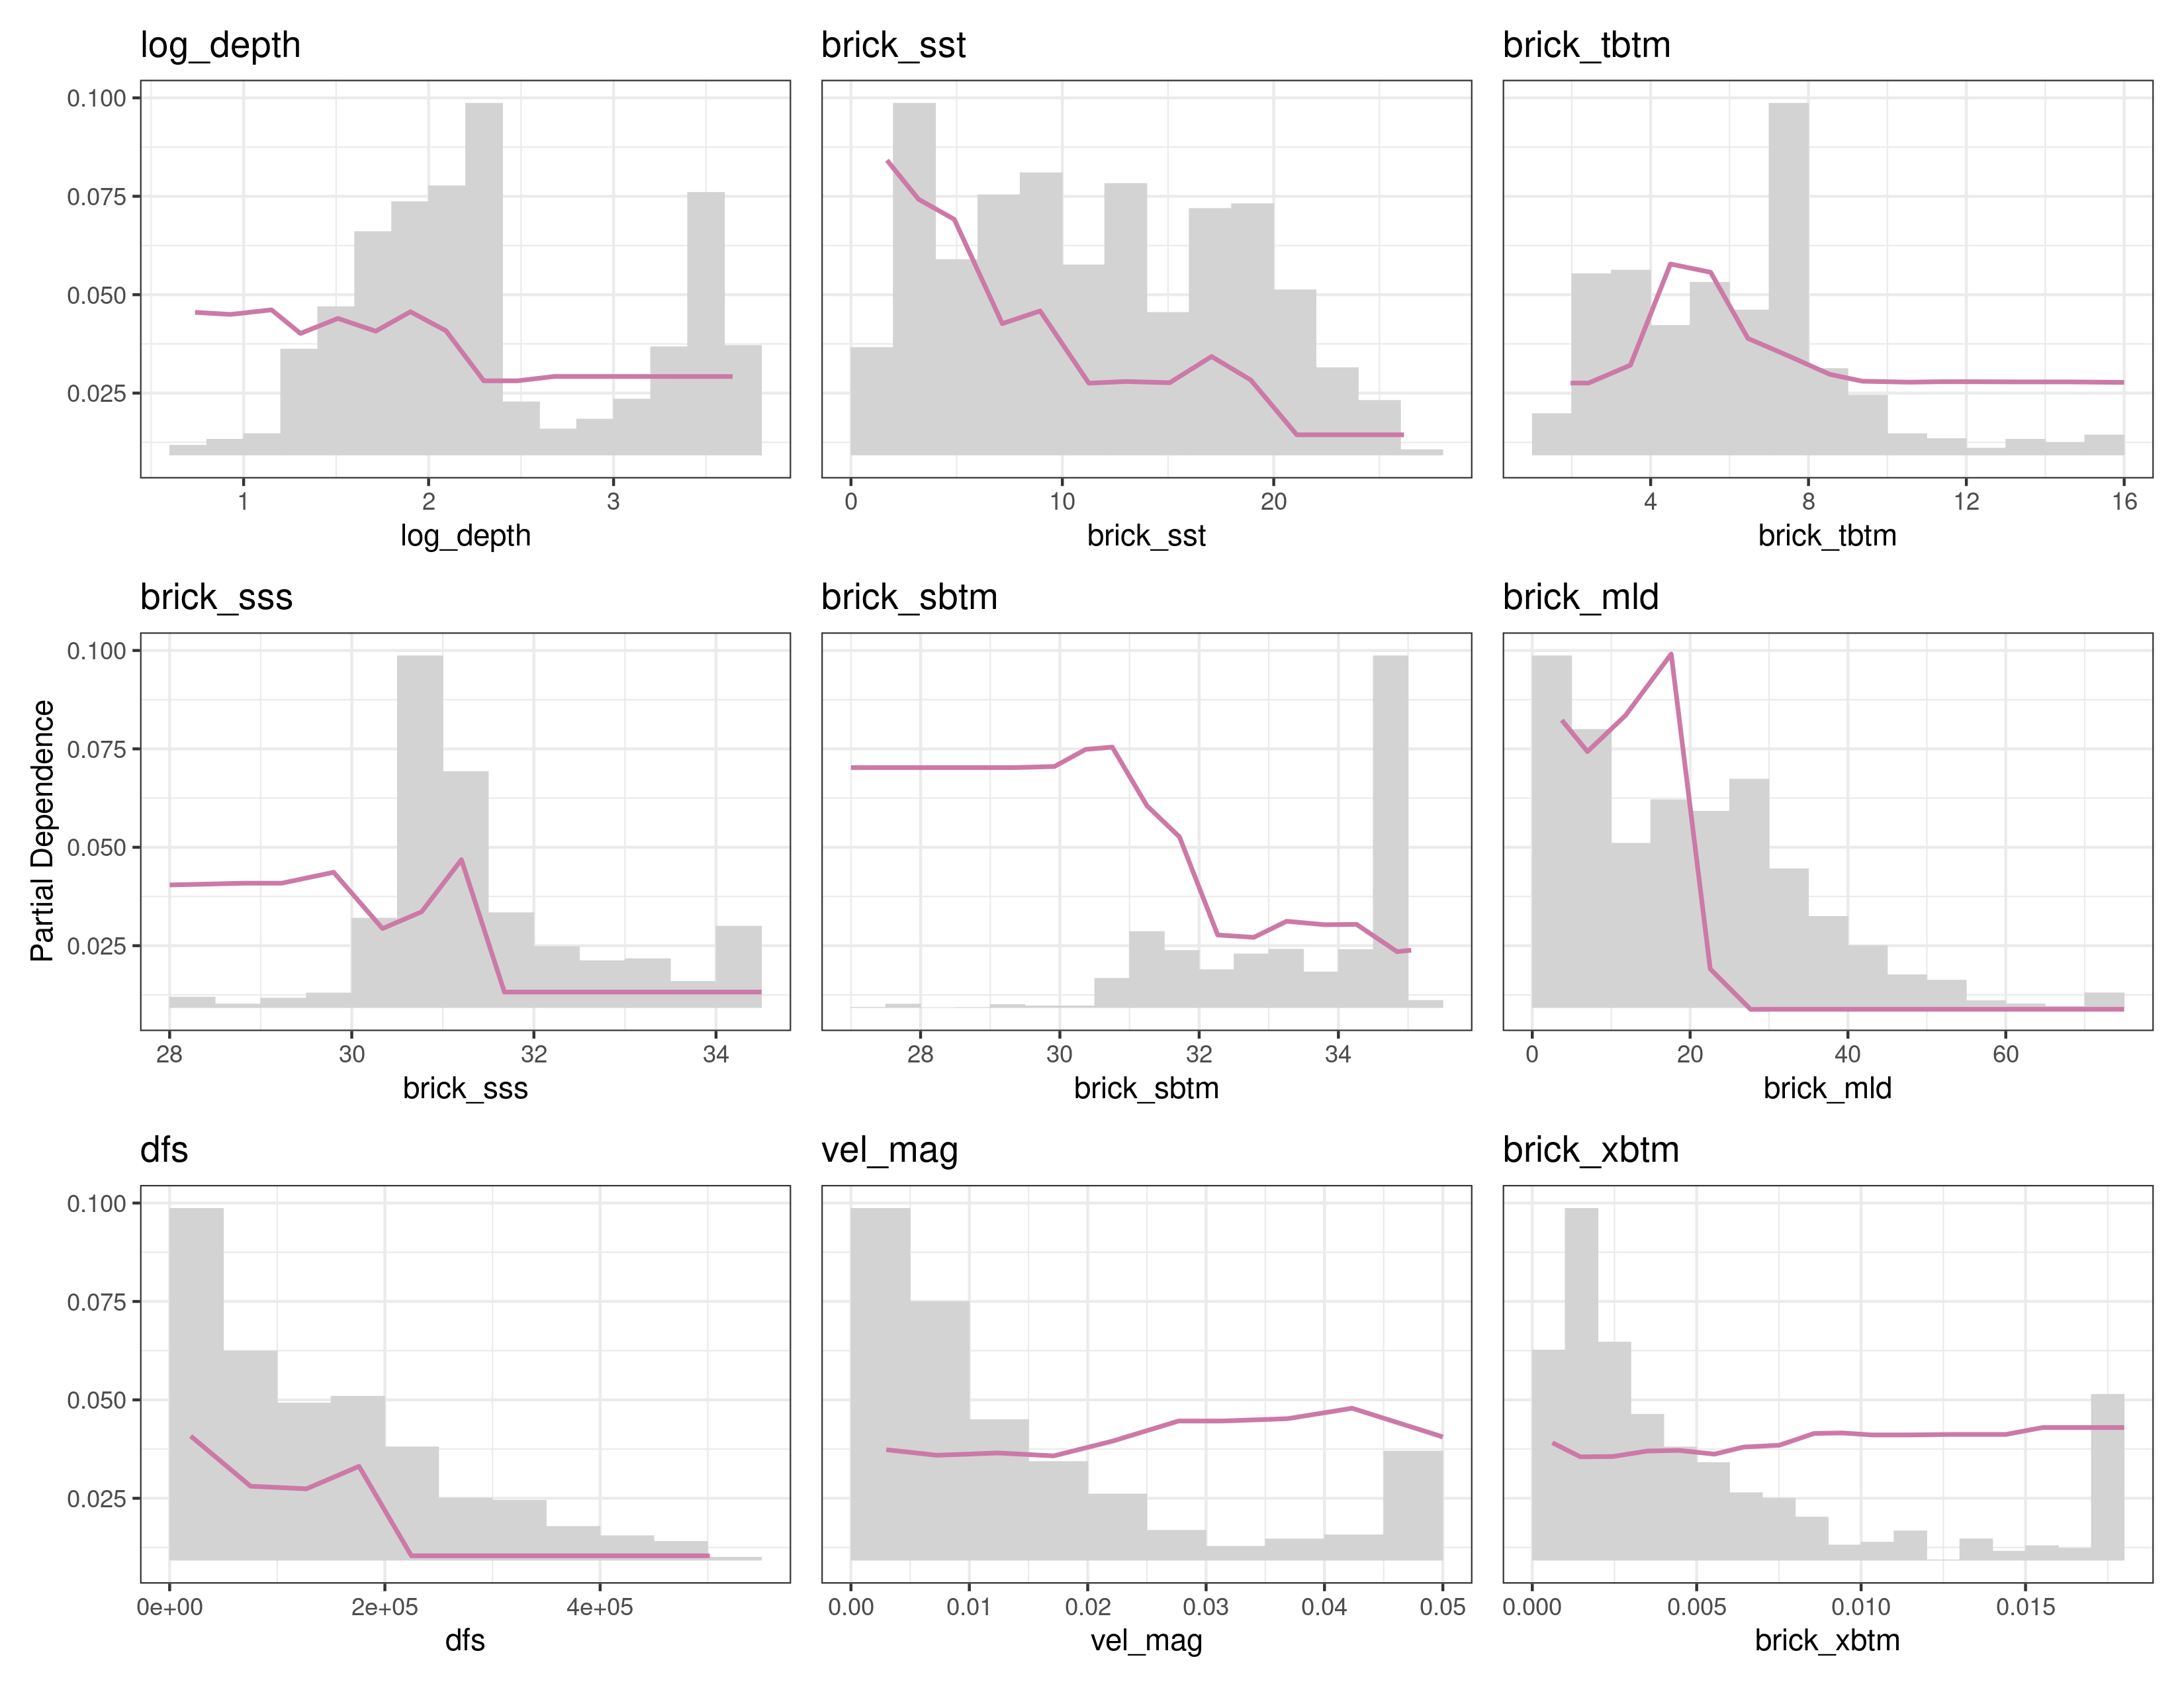 log_depth
brick_sst
brick_tbtm
0.100
0.075
0.050
0.025
1 2 3
0 10 20
4 8 12 16
log_depth
brick_sst
brick_tbtm
brick_sss
brick_sbtm
brick_mld
Partial Dependence
0.100
0.075
0.050
0.025
28 30 32 34
28 30 32 34
0 20 40 60
brick_sss
brick_sbtm
brick_mld
dfs
vel_mag
brick_xbtm
0.100
0.075
0.050
0.025
0e+00 2e+05 4e+05
0.00 0.01 0.02 0.03 0.04 0.05
0.000 0.005 0.010 0.015
dfs
vel_mag
brick_xbtm